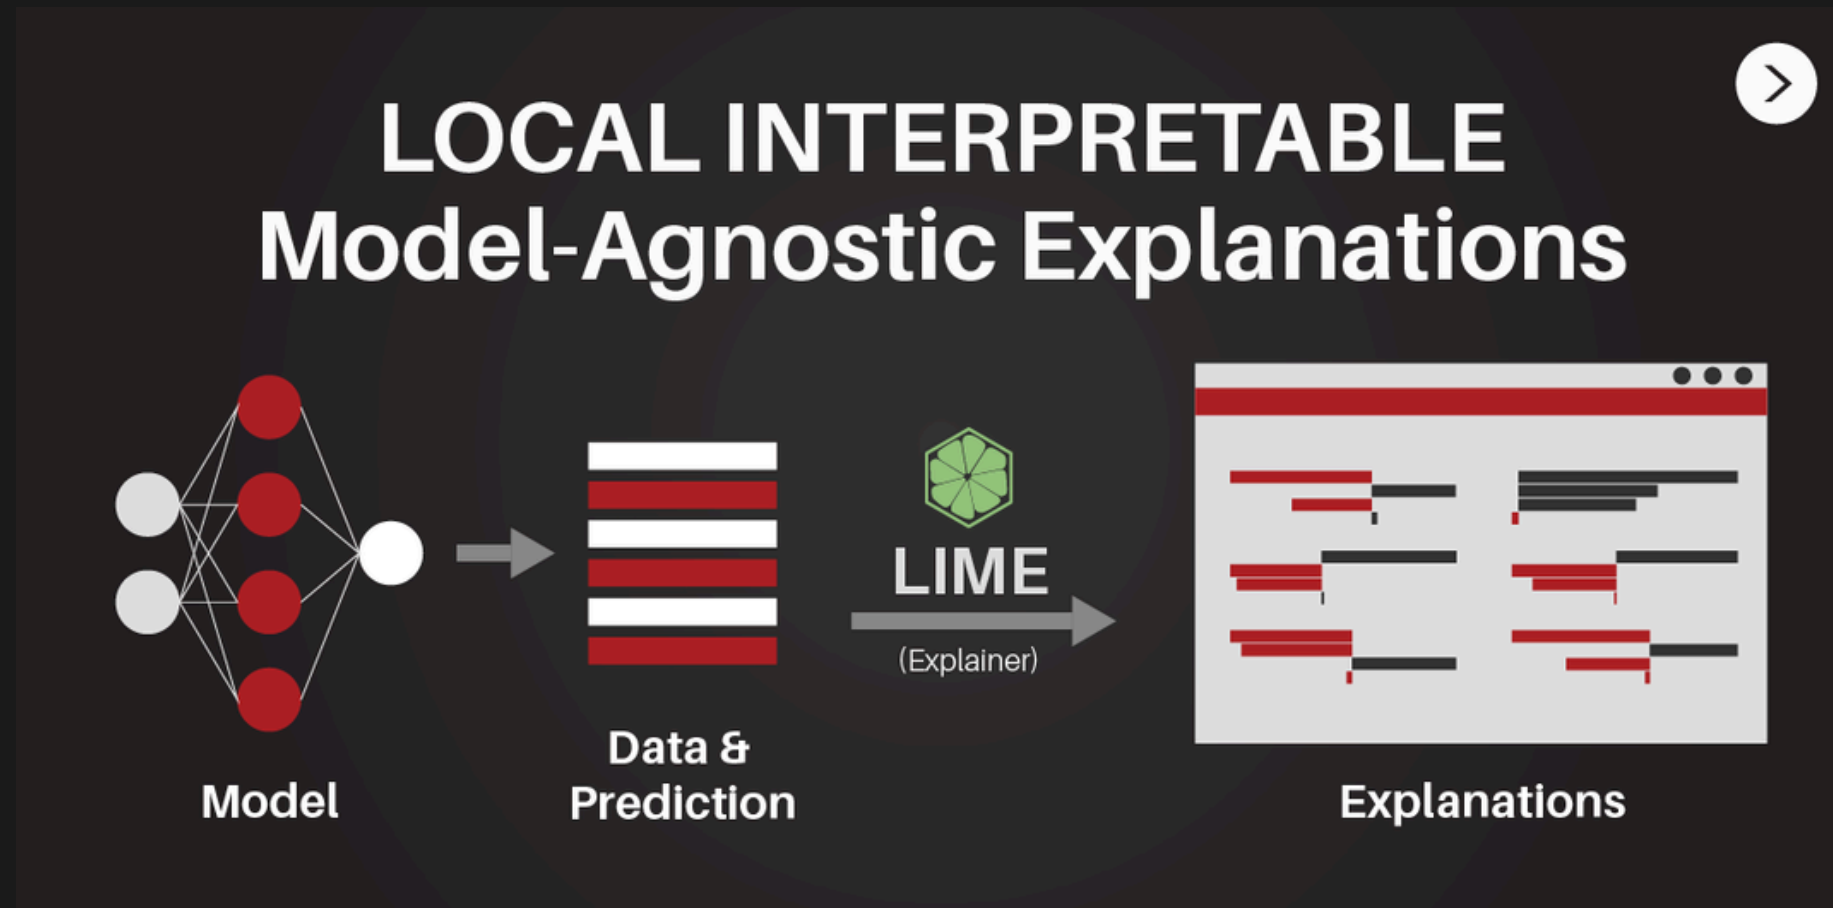 LOCAL INTERPRETABLE
Model-Agnostic Explanations
LIME
(Explainer)
Data &
Prediction
Model
Explanations